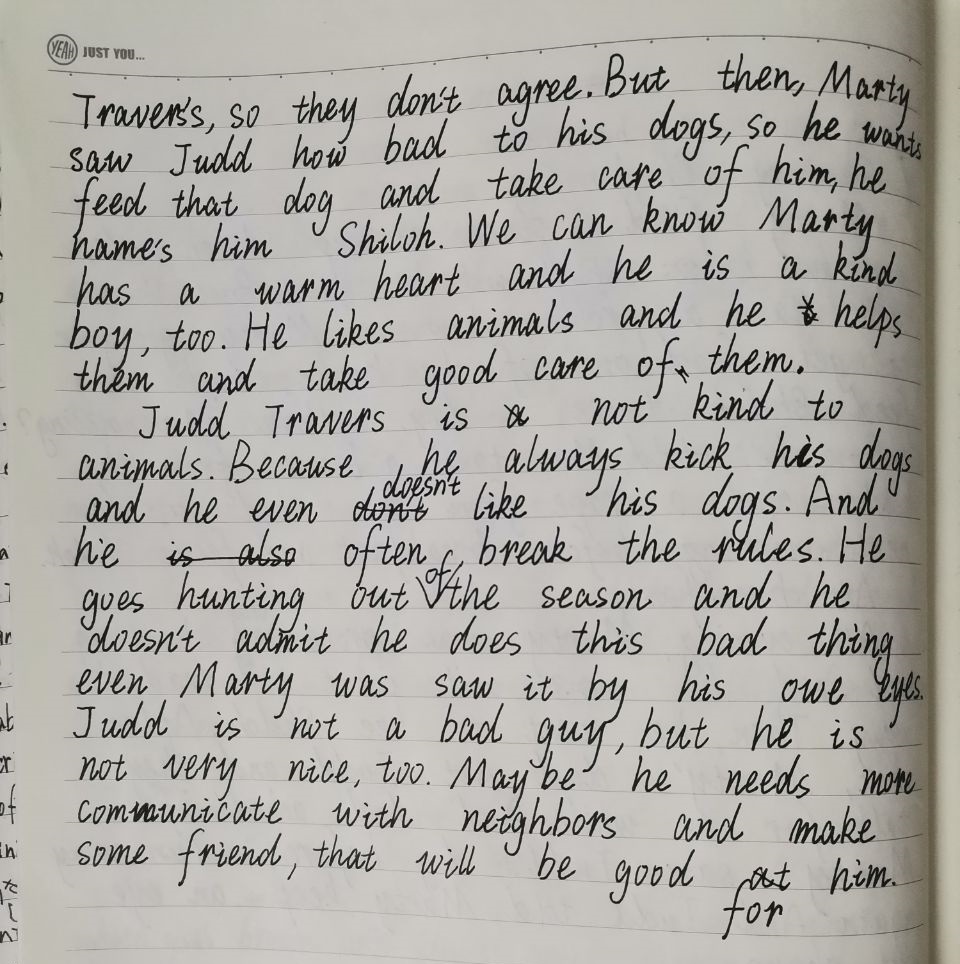 YEAH JUST YOU...
Travers's, so they don't agree. But then, Marty
saw Judd how bad to his dogs, so he wants
feed that dog and take care of him, he
name's him Shiloh. We can know Marty
has a warm heart and he is a kind
boy, too. He likes animals and he helps
them and take good care of them.
Judd Travers is not kind to
animals. Because, he always kick his dogs
and he even doesn't like his dogs. And
he is also often break the rules. He
goes hunting out of the season and he
doesn't admit he does this bad thing
even Marty was saw it by his owe eyes.
Judd is not a bad guy, but he is
not very nice, too. May be he needs more
communicate with neighbors and make
some friend, that will be good at him.
for